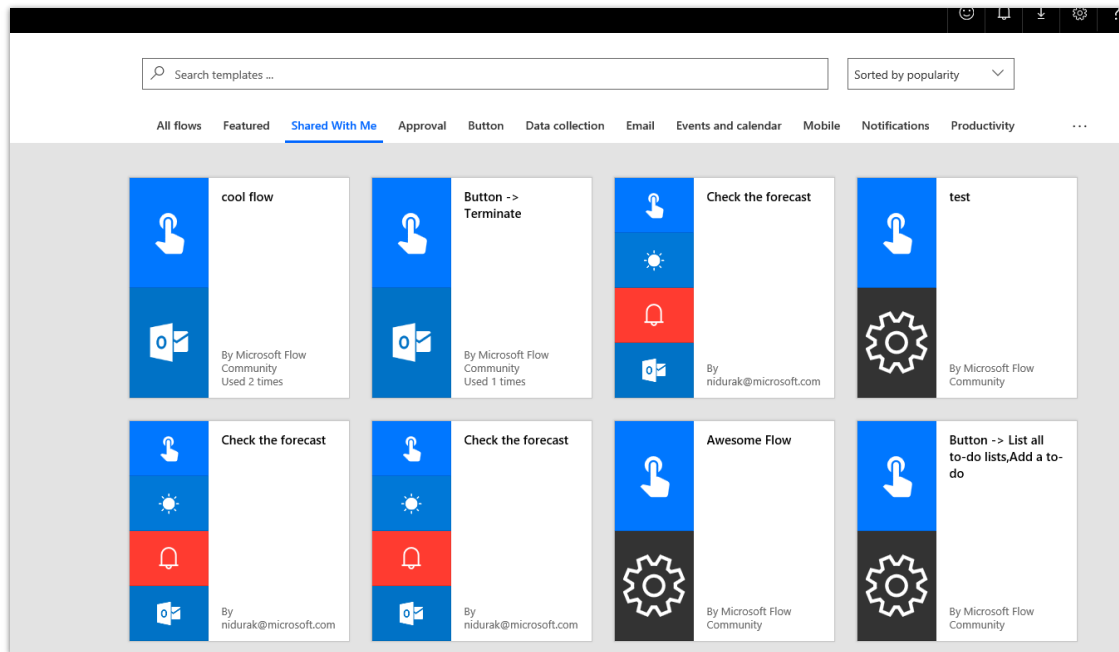 Search templates ...
Sorted by popularity
All flows Featured Shared With Me Approval Button Data collection Email Events and calendar Mobile Notifications Productivity ...
cool flow
By Microsoft Flow
Community
Used 2 times
Button ->
Terminate
By Microsoft Flow
Community
Used 1 times
Check the forecast
By
nidurak@microsoft.com
test
By Microsoft Flow
Community
Check the forecast
By
nidurak@microsoft.com
Check the forecast
By
nidurak@microsoft.com
Awesome Flow
By Microsoft Flow
Community
Button -> List all
to-do lists,Add a to-
do
By Microsoft Flow
Community